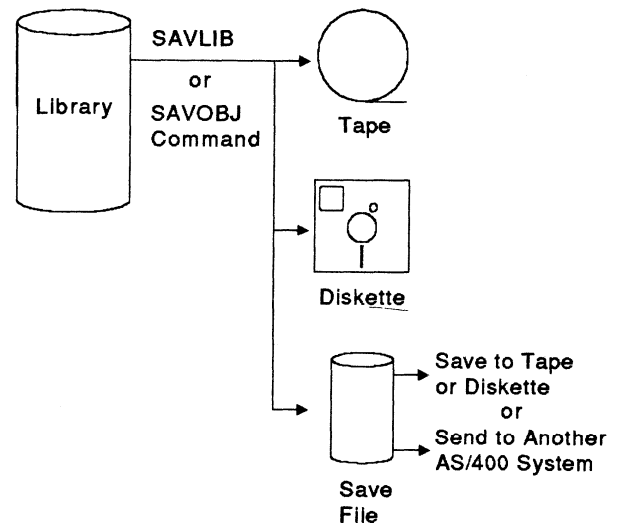 SAVLIB
or
SAVOBJ
Command
Library
Tape
Diskette
Save to Tape
or Diskette
or
Send to Another
AS/400 System
Save
File